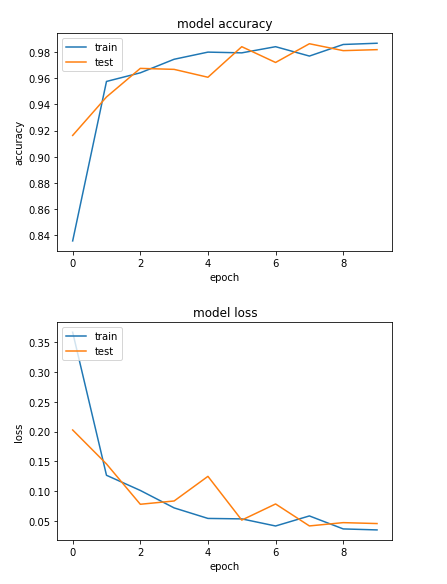 model accuracy
train
test
0.98
0.96
0.94
0.92
0.90
0.88
0.86
0.84
accuracy
0 2 4 6 8
epoch
model loss
train
test
0.35
0.30
0.25
0.20
0.15
0.10
0.05
loss
0 2 4 6 8
epoch